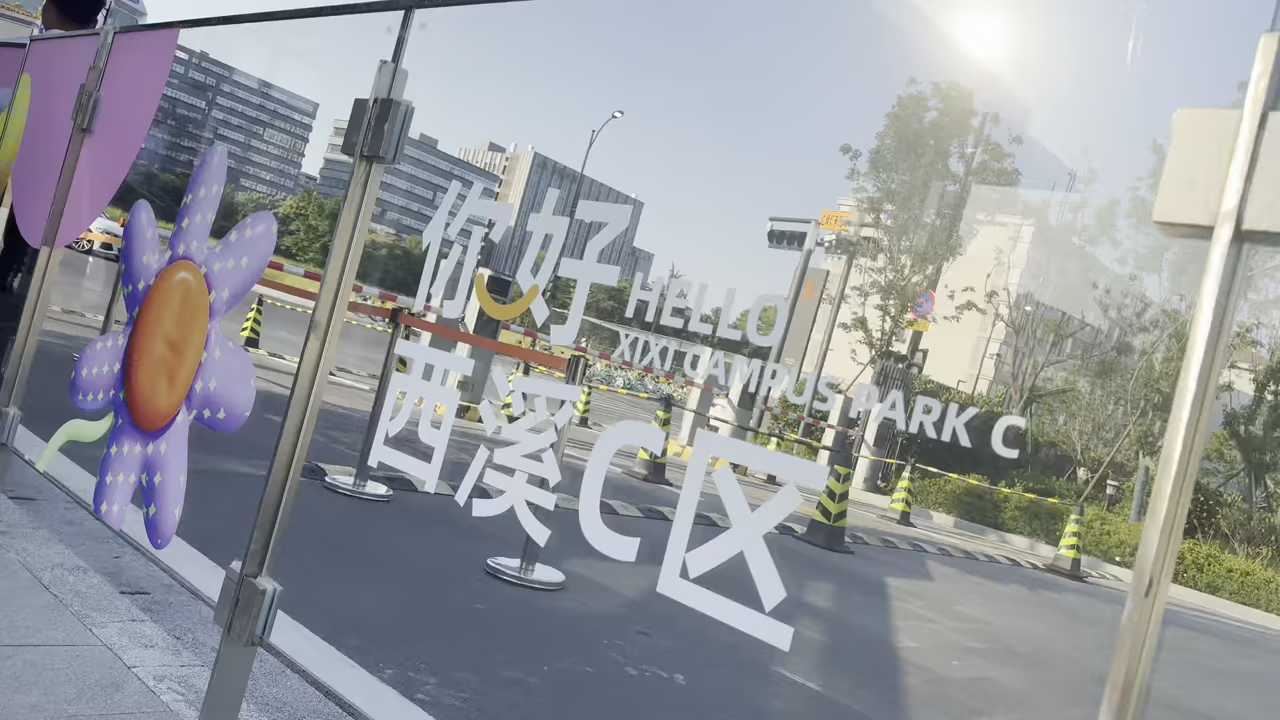 你好
HELLO
XIXI CAMPUS PARK C
西溪C区